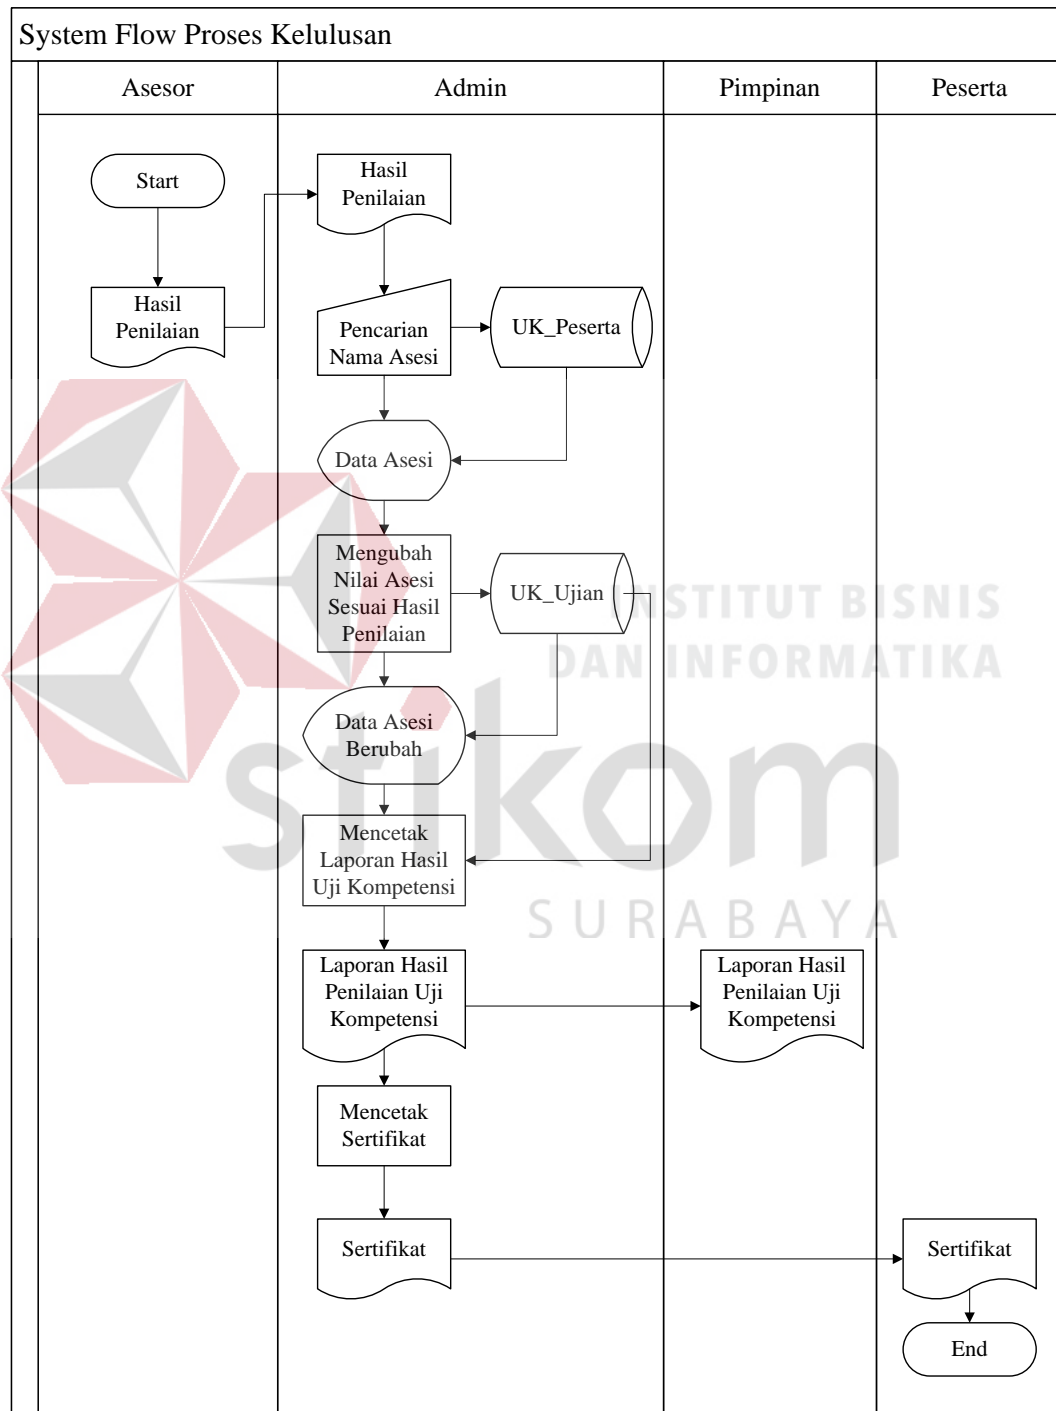 System Flow Proses Kelulusan
Asesor
Admin
Pimpinan
Peserta
Start
Hasil
Penilaian
Hasil
Penilaian
Pencarian
Nama Asesi
UK_Peserta
Data Asesi
Mengubah
Nilai Asesi
Sesuai Hasil
Penilaian
UK_Ujian
Data Asesi
Berubah
Mencetak
Laporan Hasil
Uji Kompetensi
Laporan Hasil
Penilaian Uji
Kompetensi
Laporan Hasil
Penilaian Uji
Kompetensi
Mencetak
Sertifikat
Sertifikat
Sertifikat
End
INSTITUT BISNIS
DAN INFORMATIKA
stikom
SURABAYA